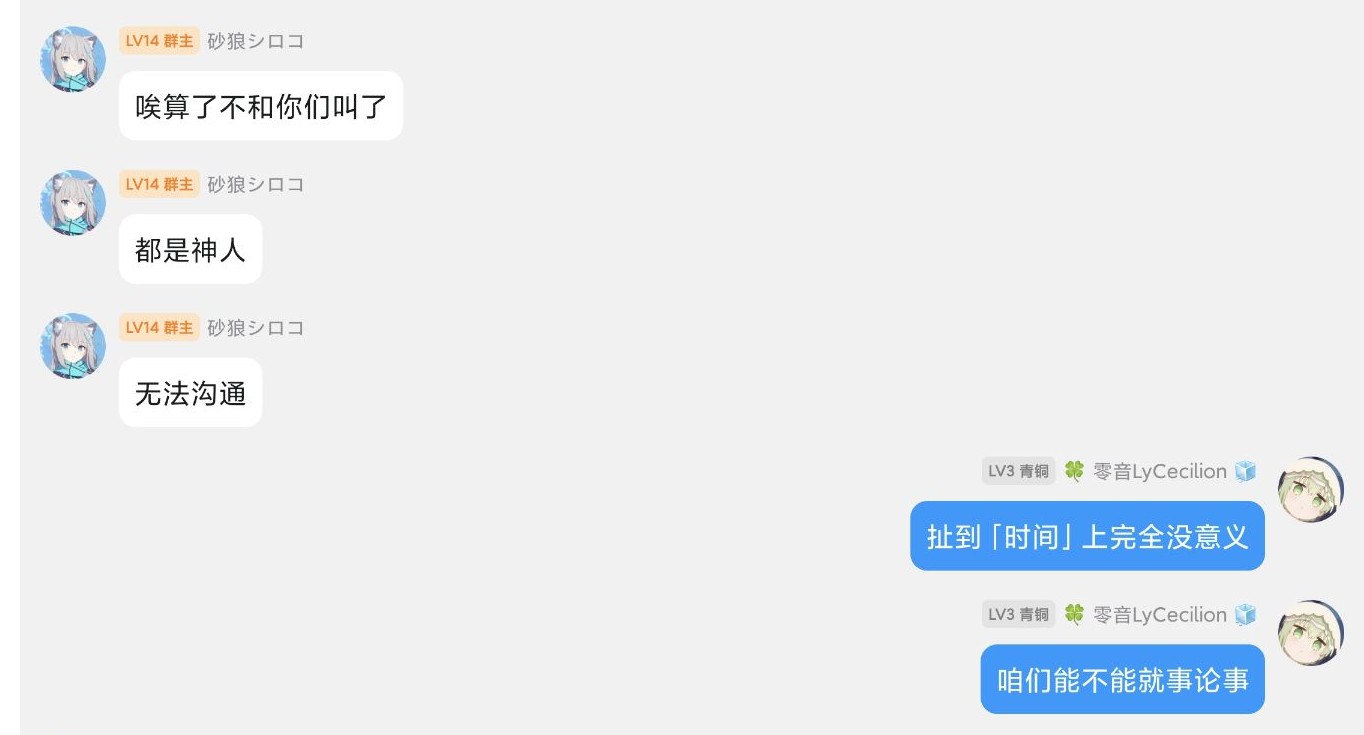 LV14 群主 砂狼シロコ
唉算了不和你们叫了
LV14 群主 砂狼シロコ
都是神人
LV14 群主 砂狼シロコ
无法沟通
LV3 青铜 🍀 零音LyCecilion 🧊
扯到「时间」上完全没意义
LV3 青铜 🍀 零音LyCecilion 🧊
咱们能不能就事论事